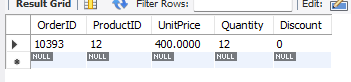 Result Grid Filter Rows: Edit:
OrderID ProductID UnitPrice Quantity Discount
10393 12 400.0000 12 0
NULL NULL NULL NULL NULL